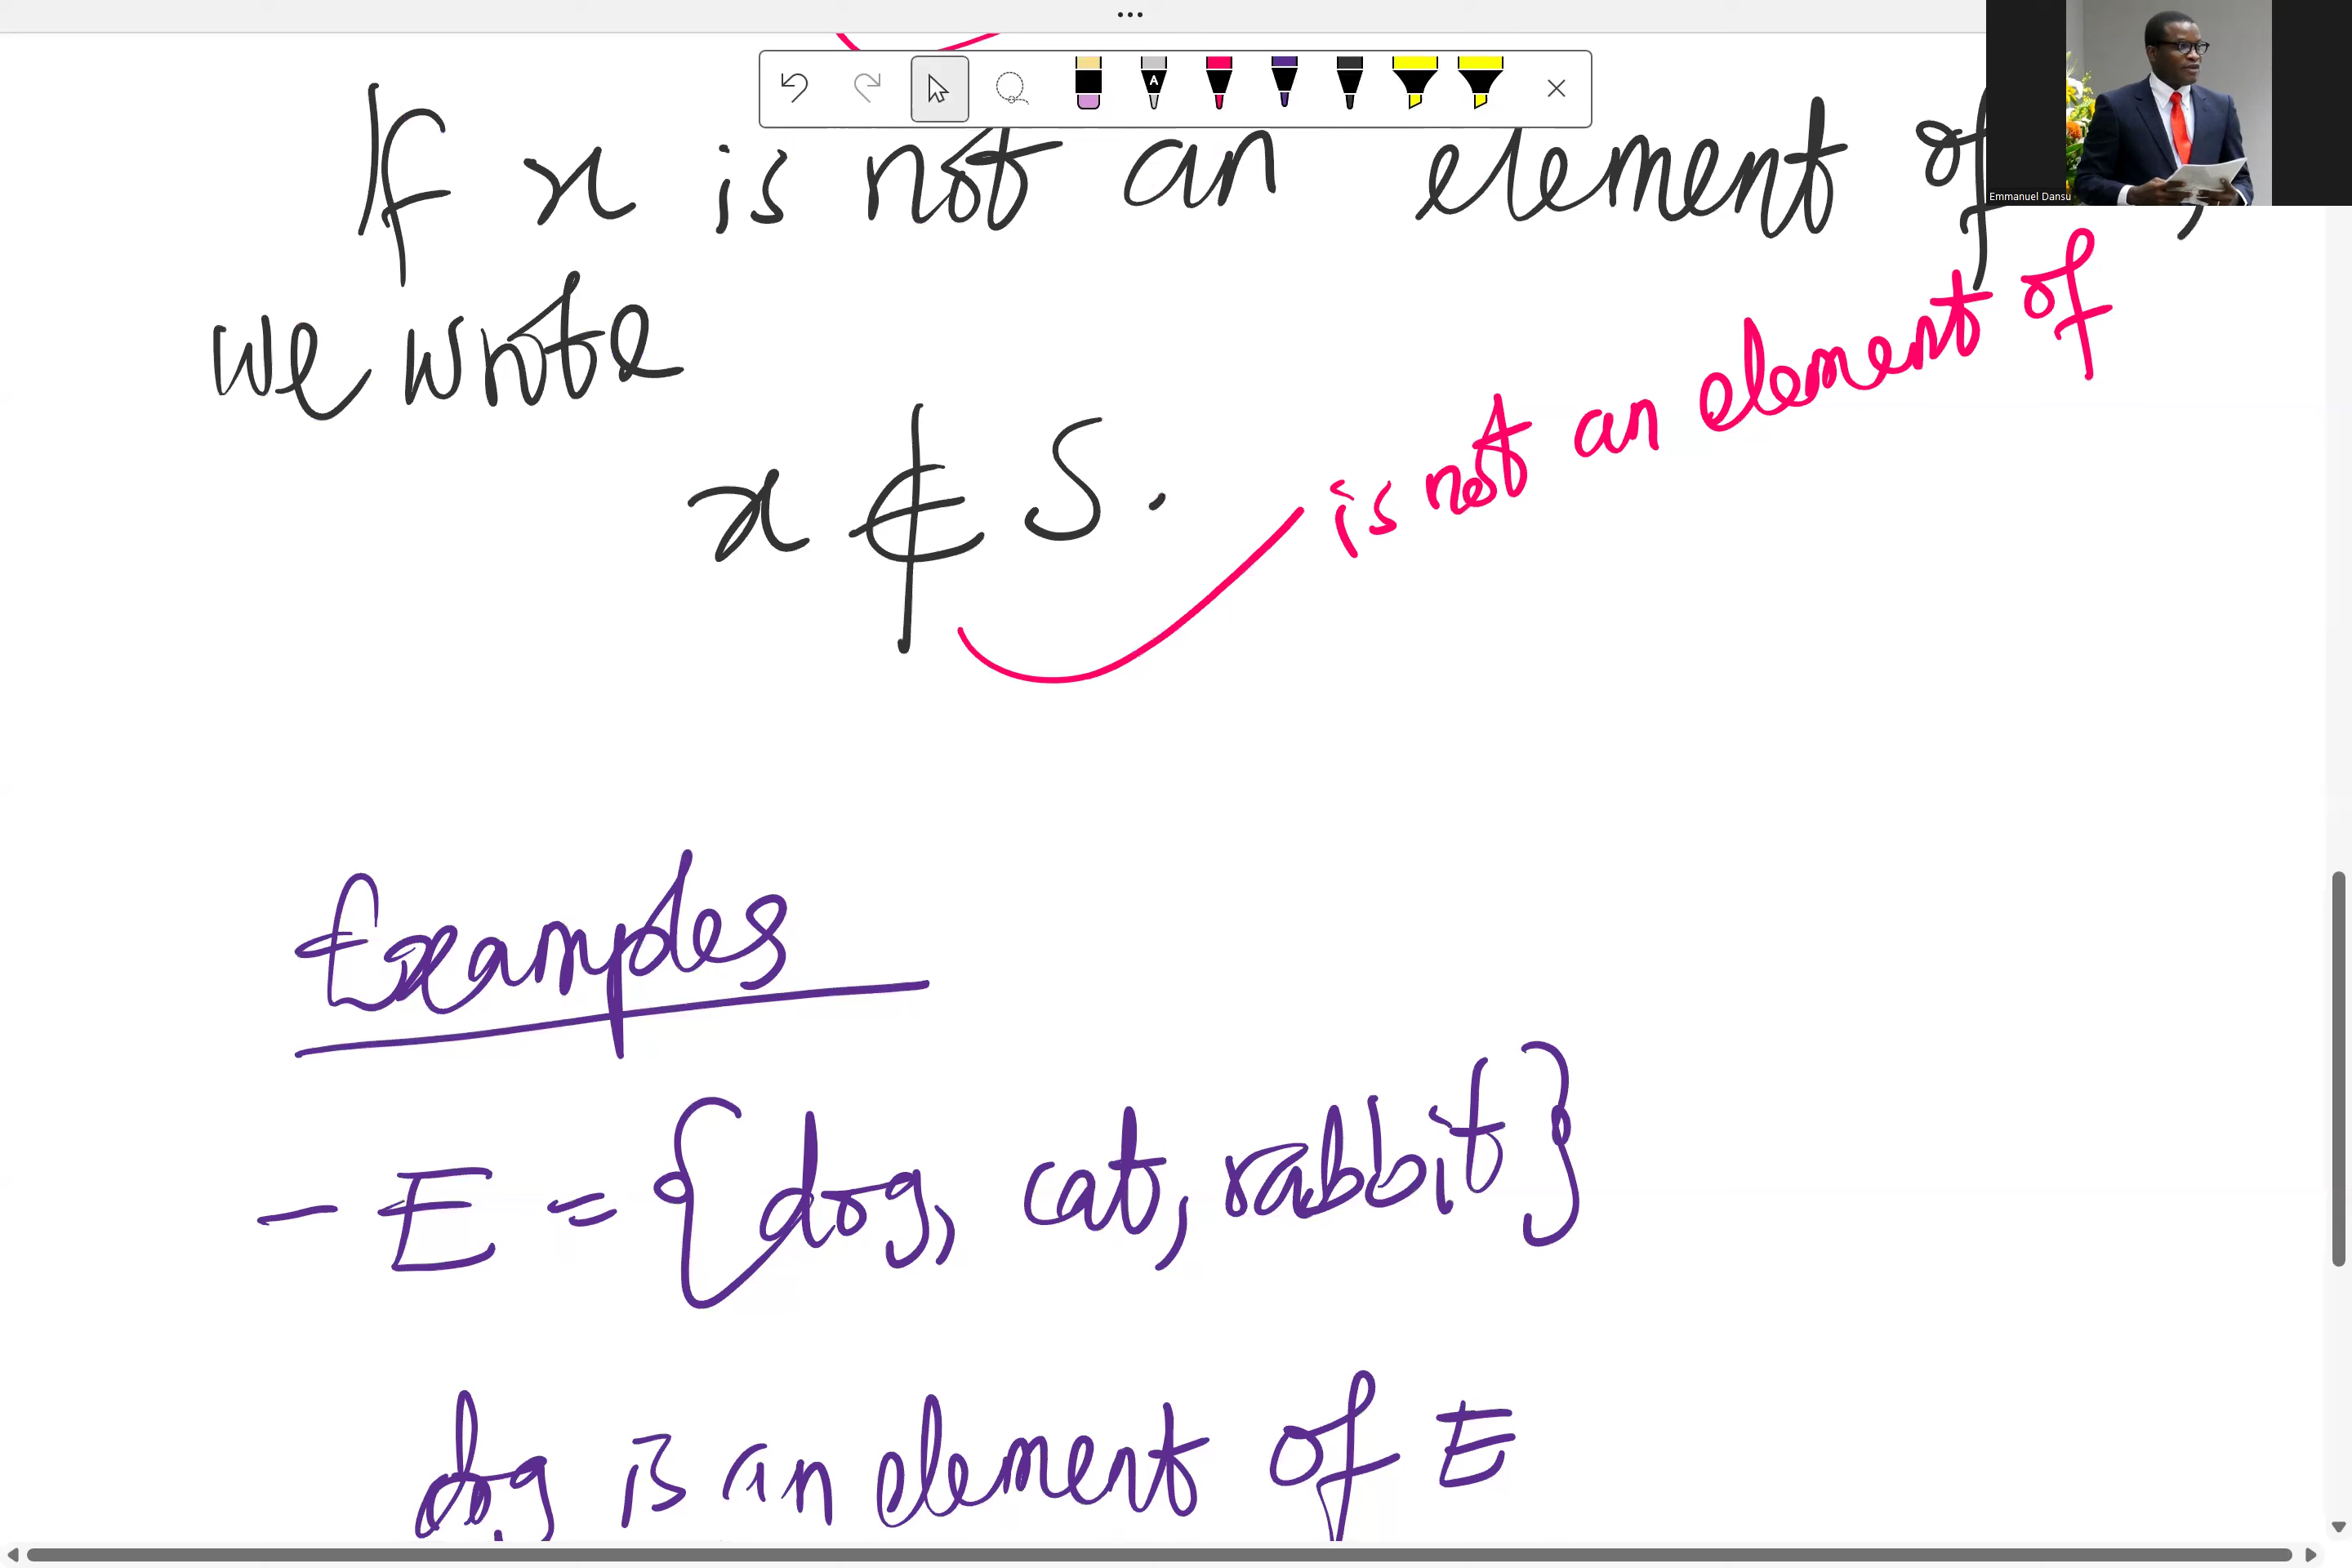 If x is not an element of
Emmanuel Dansu
we write
x ∉ S.
is not an element of
Examples
- E = {dog, cat, rabbit}
dog is an element of E